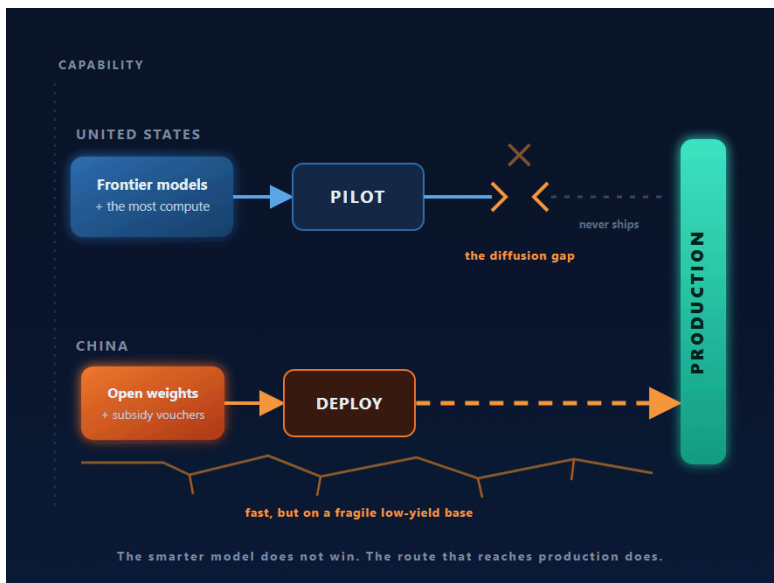 CAPABILITY
UNITED STATES
Frontier models
+ the most compute
PILOT
never ships
the diffusion gap
PRODUCTION
CHINA
Open weights
+ subsidy vouchers
DEPLOY
fast, but on a fragile low-yield base
The smarter model does not win. The route that reaches production does.